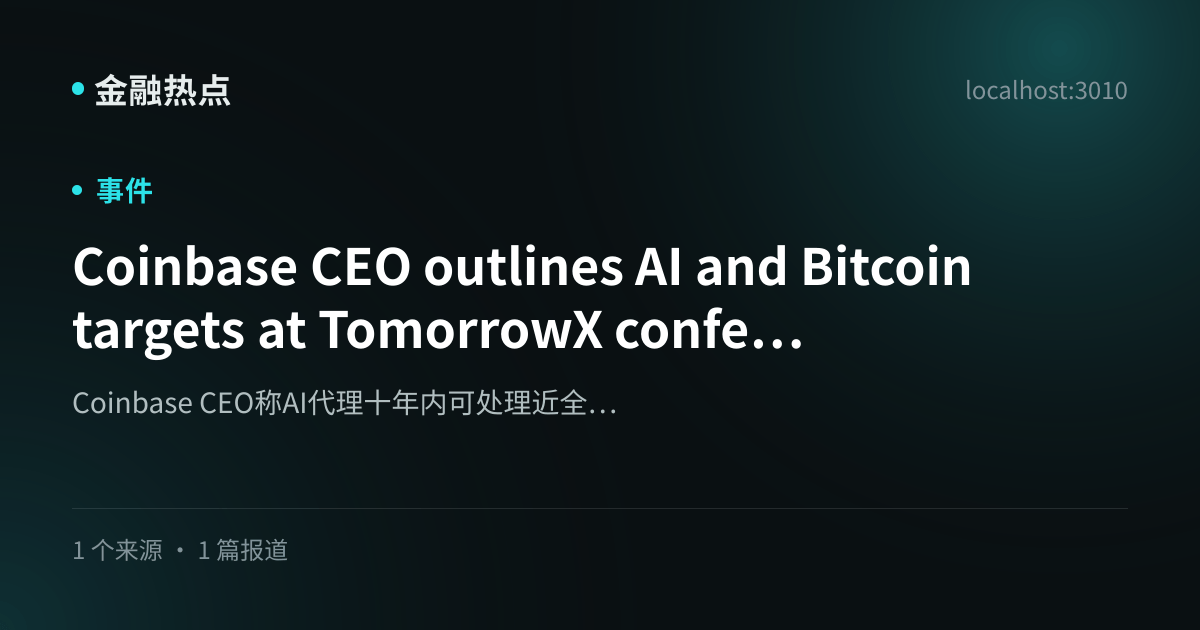 金融热点
localhost:3010
事件
Coinbase CEO outlines AI and Bitcoin
targets at TomorrowX confe…
Coinbase CEO称AI代理十年内可处理近全…
1 个来源 · 1 篇报道